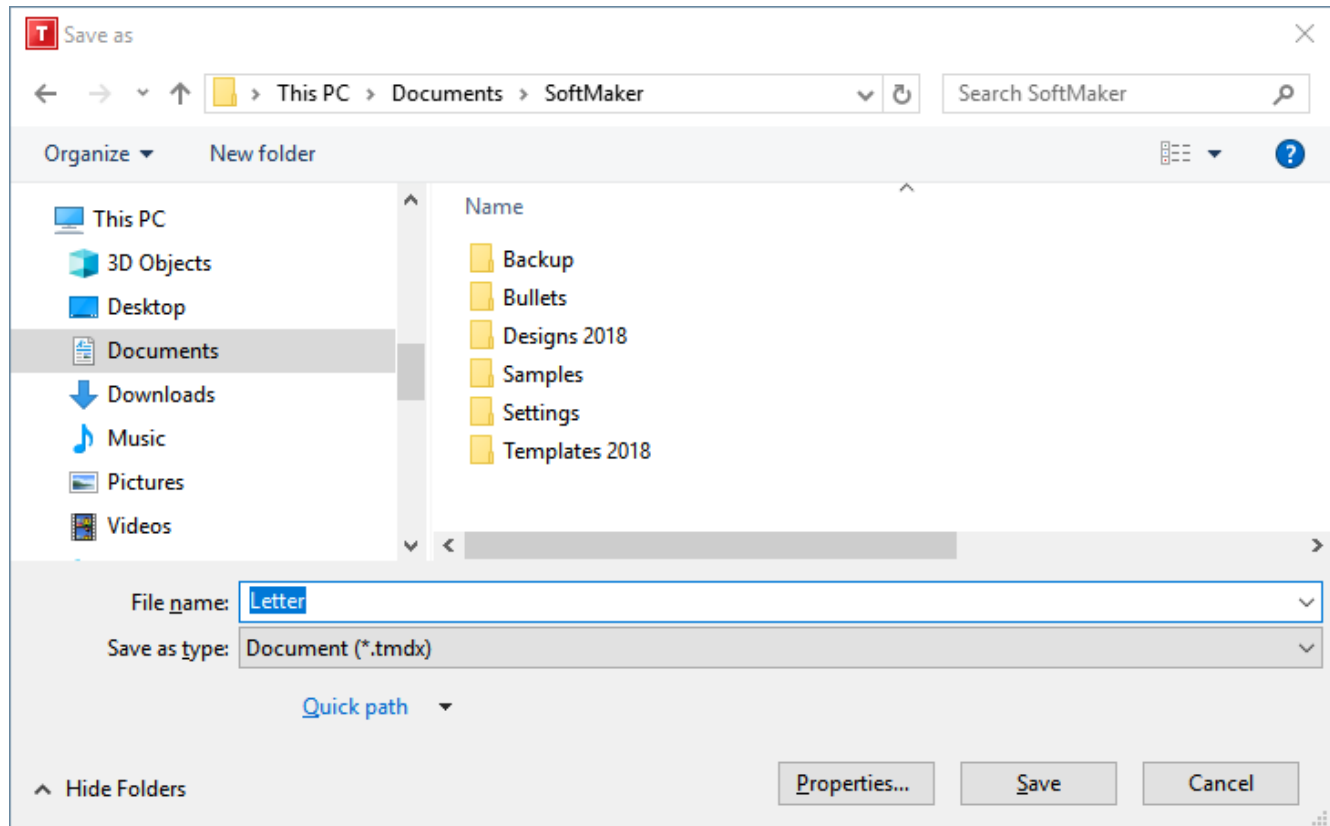 T Save as
This PC > Documents > SoftMaker
Search SoftMaker
Organize
New folder
?
This PC
3D Objects
Desktop
Documents
Downloads
Music
Pictures
Videos
Name
Backup
Bullets
Designs 2018
Samples
Settings
Templates 2018
File name: Letter
Save as type: Document (*.tmdx)
Quick path
Hide Folders
Properties...
Save
Cancel